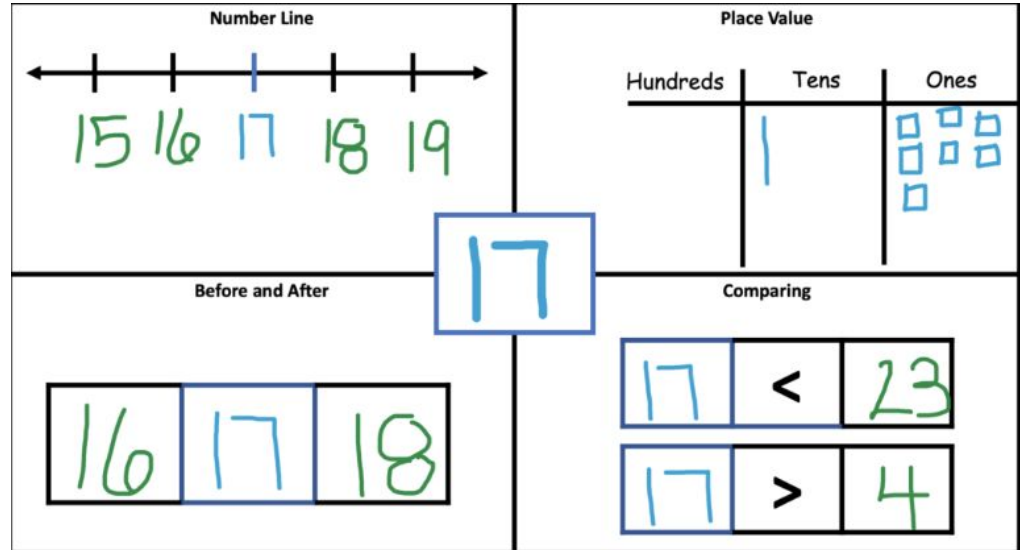 Number Line
15 16 17 18 19
Place Value
Hundreds Tens Ones
17
Before and After
16 17 18
Comparing
17 < 23
17 > 4